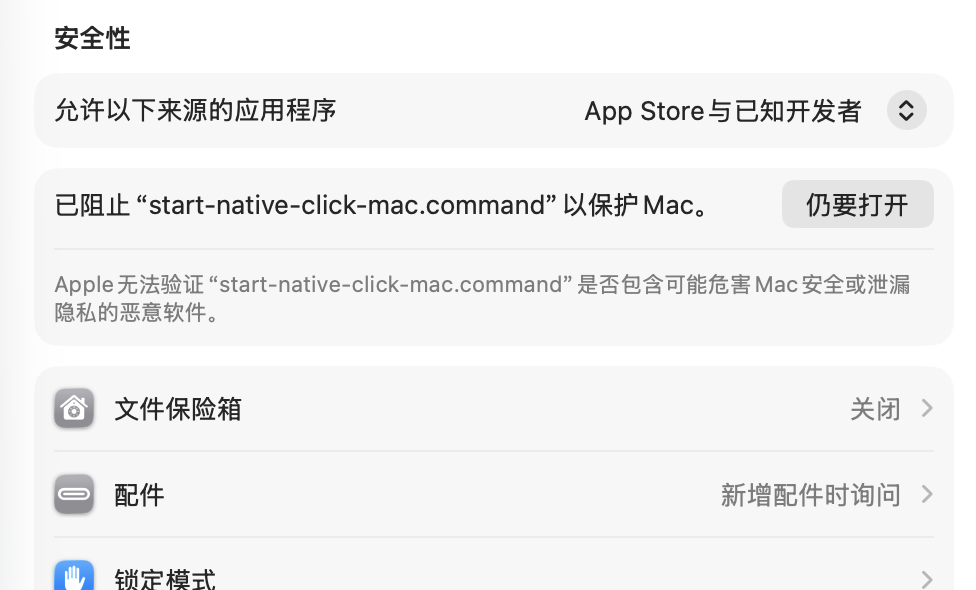 安全性
允许以下来源的应用程序 App Store与已知开发者
已阻止 “start-native-click-mac.command” 以保护 Mac。 仍要打开
Apple 无法验证 “start-native-click-mac.command” 是否包含可能危害 Mac 安全或泄漏
隐私的恶意软件。
文件保险箱 关闭
配件 新增配件时询问
锁定模式